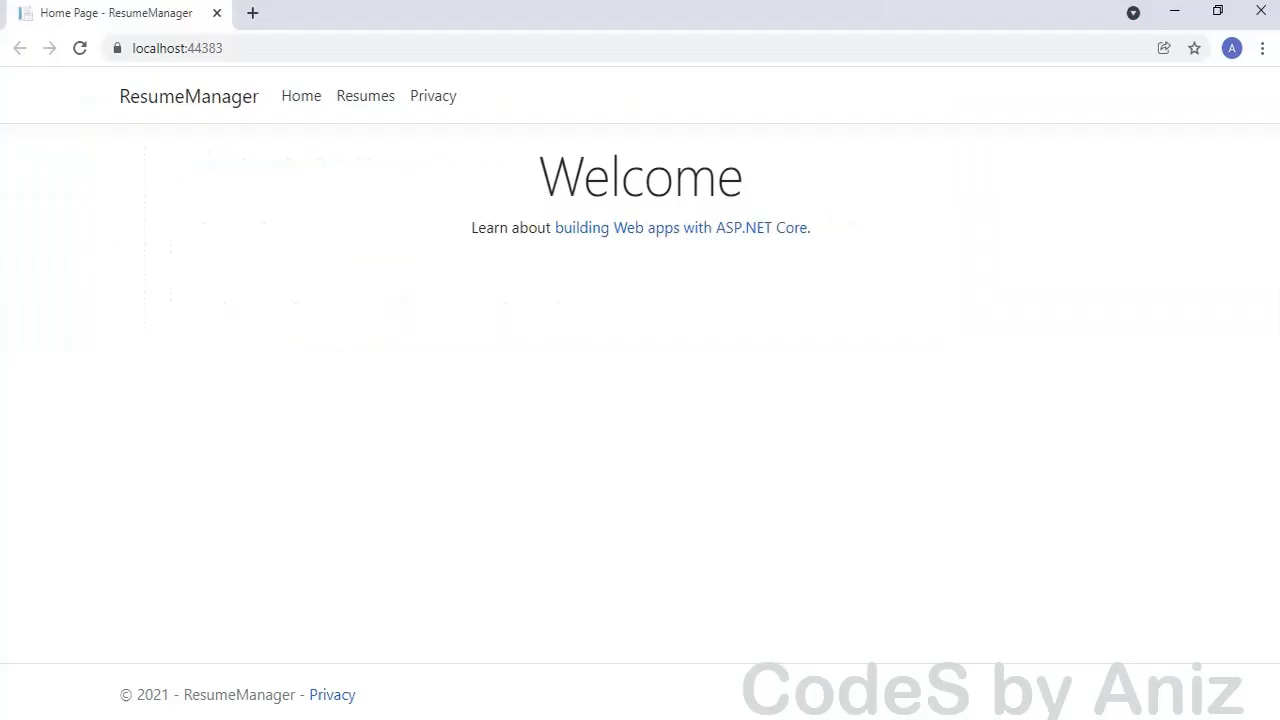 Home Page - ResumeManager
localhost:44383
A
ResumeManager Home Resumes Privacy
Welcome
Learn about building Web apps with ASP.NET Core.
© 2021 - ResumeManager - Privacy
CodeS by Aniz